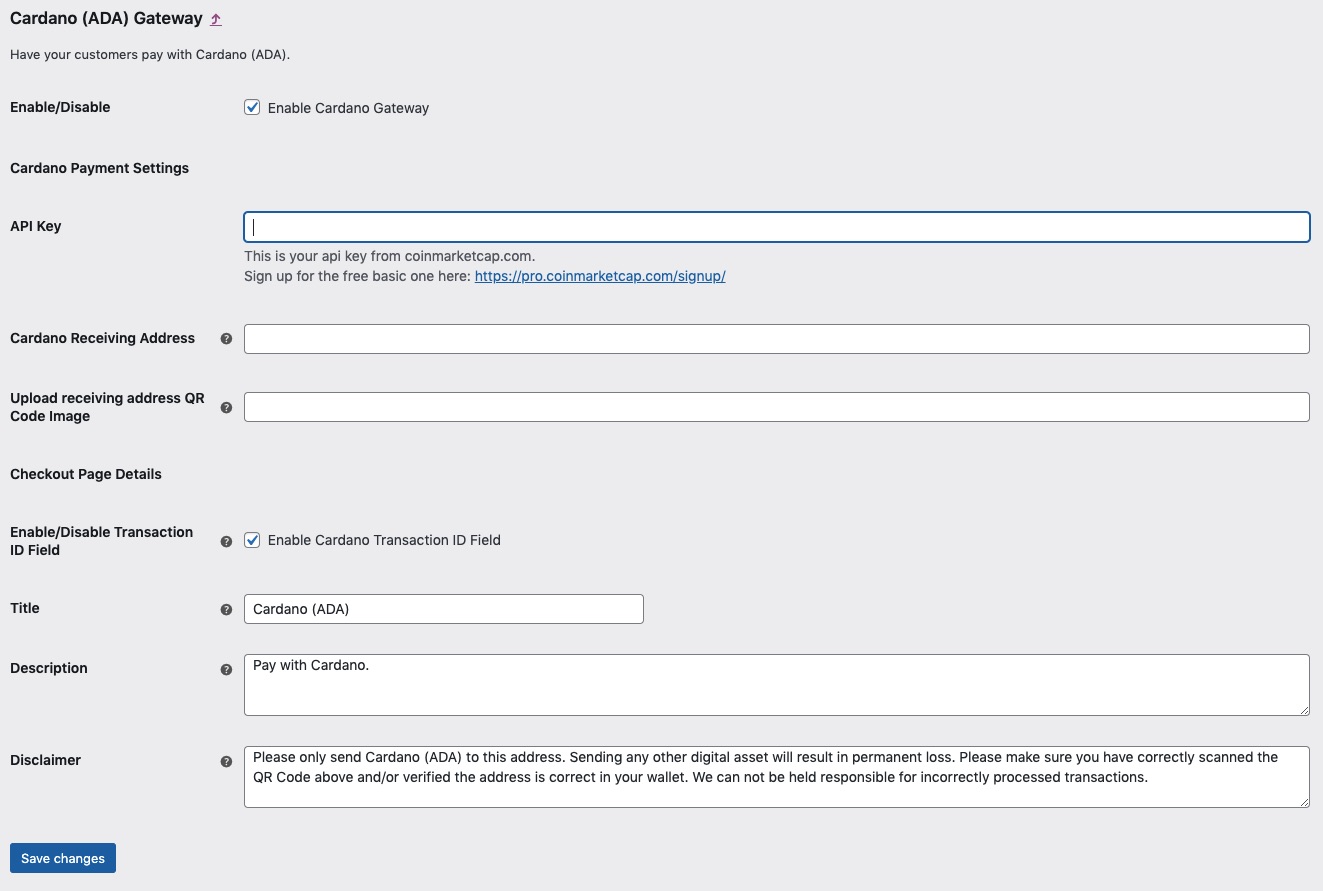 Cardano (ADA) Gateway ⤴
Have your customers pay with Cardano (ADA).
Enable/Disable
Enable Cardano Gateway
Cardano Payment Settings
API Key
This is your api key from coinmarketcap.com.
Sign up for the free basic one here: https://pro.coinmarketcap.com/signup/
Cardano Receiving Address
Upload receiving address QR
Code Image
Checkout Page Details
Enable/Disable Transaction
ID Field
Enable Cardano Transaction ID Field
Title
Cardano (ADA)
Description
Pay with Cardano.
Disclaimer
Please only send Cardano (ADA) to this address. Sending any other digital asset will result in permanent loss. Please make sure you have correctly scanned the
QR Code above and/or verified the address is correct in your wallet. We can not be held responsible for incorrectly processed transactions.
Save changes